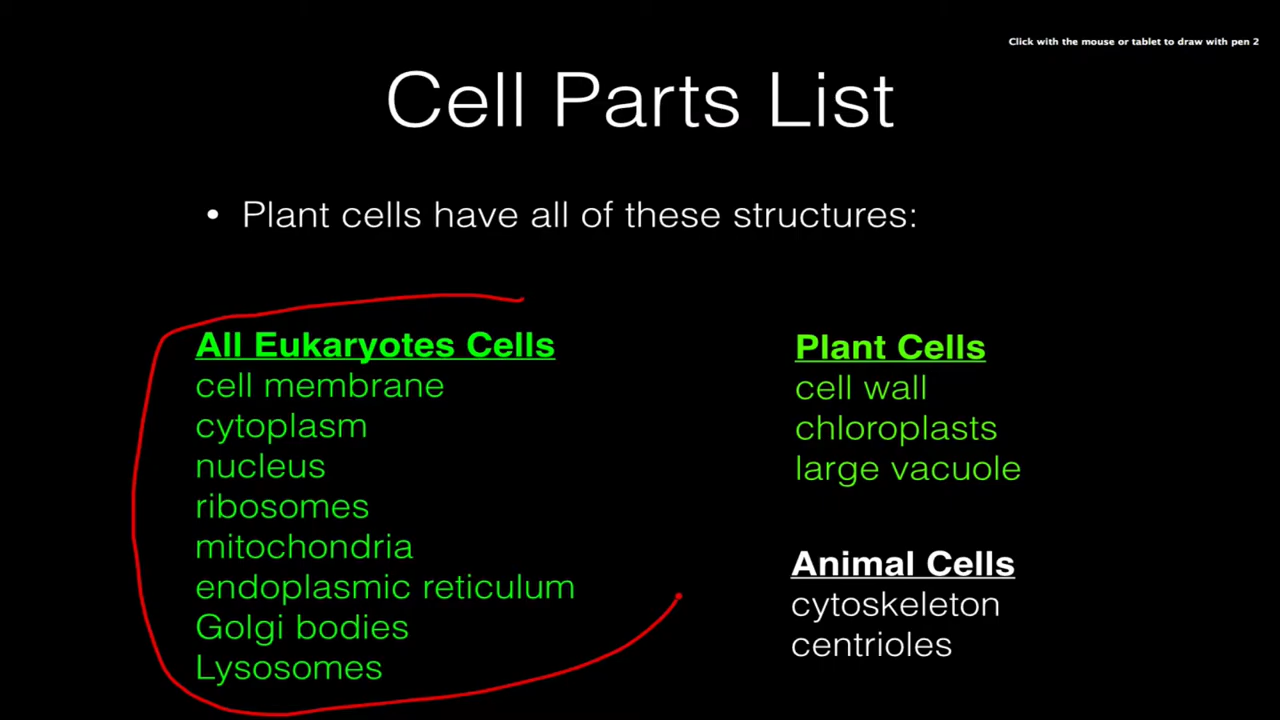 Click with the mouse or tablet to draw with pen 2
Cell Parts List
• Plant cells have all of these structures:
All Eukaryotes Cells
cell membrane
cytoplasm
nucleus
ribosomes
mitochondria
endoplasmic reticulum
Golgi bodies
Lysosomes
Plant Cells
cell wall
chloroplasts
large vacuole
Animal Cells
cytoskeleton
centrioles